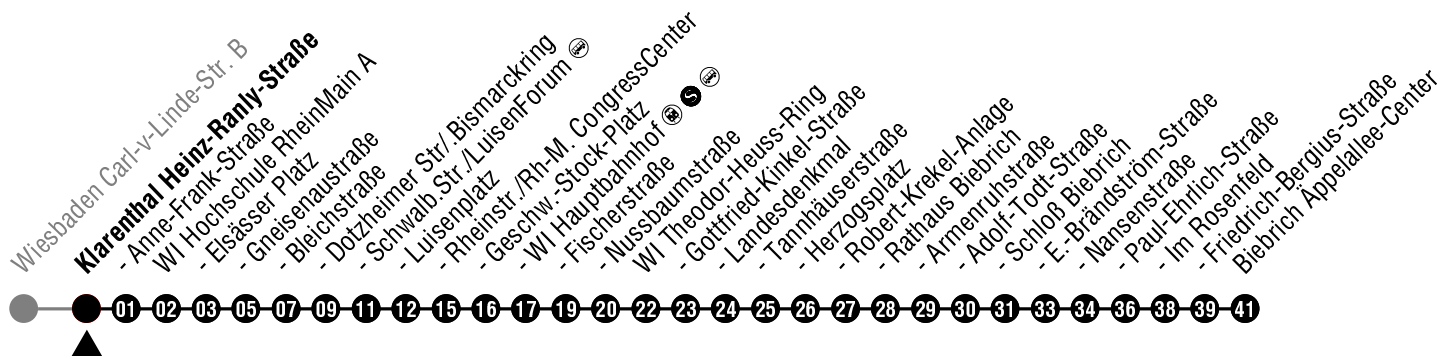 Wiesbaden Carl-v-Linde-Str. B
Klarenthal Heinz-Ranly-Straße
- Anne-Frank-Straße
WI Hochschule RheinMain A
- Elsässer Platz
- Gneisenaustraße
- Bleichstraße
- Dotzheimer Str/. Bismarckring
- Schwalb.Str./LuisenForum
- Luisenplatz
- Rheinstr./Rh-M. CongressCenter
- Geschw.-Stock-Platz
- WI Hauptbahnhof S
- Fischerstraße
- Nussbaumstraße
WI Theodor-Heuss-Ring
- Gottfried-Kinkel-Straße
- Landesdenkmal
- Tannhäuserstraße
- Herzogsplatz
- Robert-Krekel-Anlage
- Rathaus Biebrich
- Armenruhstraße
- Adolf-Todt-Straße
- Schloß Biebrich
- E.-Brändström-Straße
- Nansenstraße
- Paul-Ehrlich-Straße
- Im Rosenfeld
- Friedrich-Bergius-Straße
Biebrich Äppelallee-Center
01 02 03 05 07 09 11 12 15 16 17 19 20 22 23 24 25 26 27 28 29 30 31 33 34 36 38 39 41